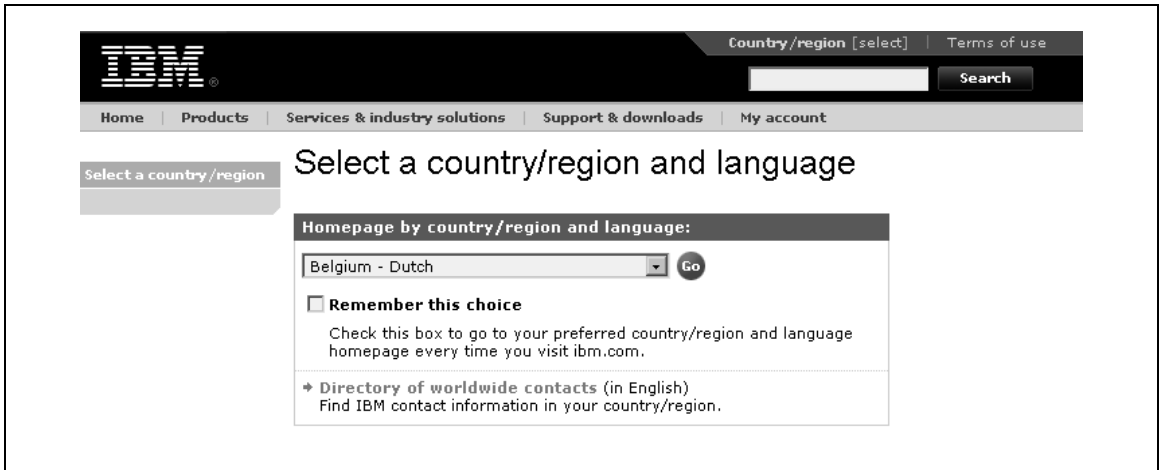 Country/region [select] | Terms of use
IBM®
Search
Home | Products | Services & industry solutions | Support & downloads | My account
Select a country/region
Select a country/region and language
Homepage by country/region and language:
Belgium - Dutch Go
Remember this choice
Check this box to go to your preferred country/region and language
homepage every time you visit ibm.com.
Directory of worldwide contacts (in English)
Find IBM contact information in your country/region.